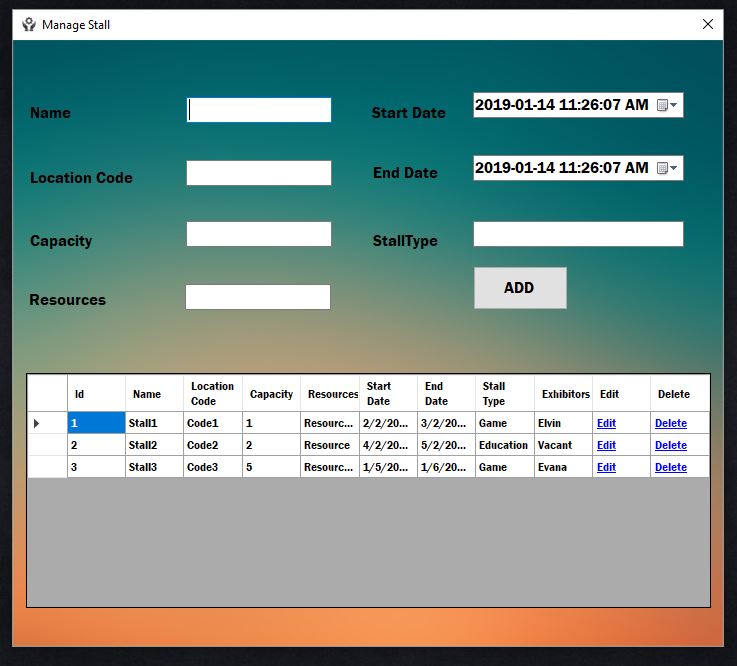 Manage Stall
Name
Start Date 2019-01-14 11:26:07 AM
Location Code
End Date 2019-01-14 11:26:07 AM
Capacity
StallType
Resources
ADD
Id Name Location Code Capacity Resources Start Date End Date Stall Type Exhibitors Edit Delete
1 Stall1 Code1 1 Resourc... 2/2/20... 3/2/20... Game Elvin Edit Delete
2 Stall2 Code2 2 Resource 4/2/20... 5/2/20... Education Vacant Edit Delete
3 Stall3 Code3 5 Resourc... 1/5/20... 1/6/20... Game Evana Edit Delete